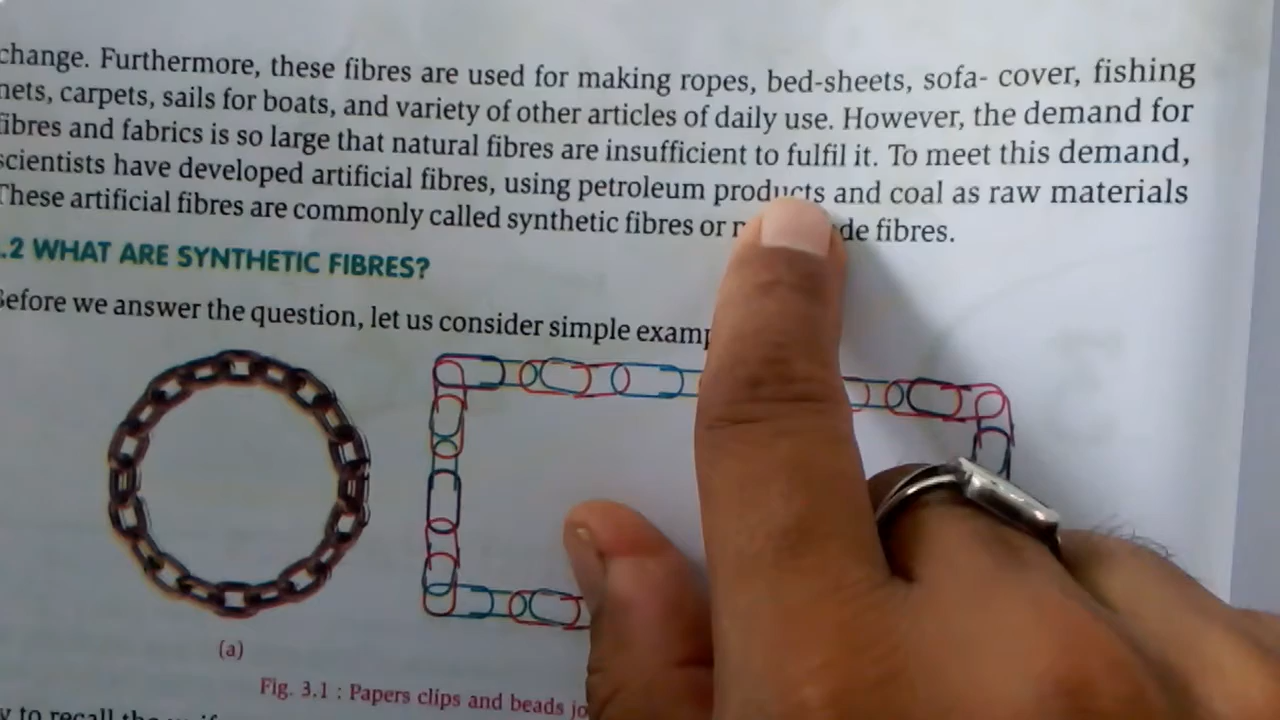 change. Furthermore, these fibres are used for making ropes, bed-sheets, sofa- cover, fishing
nets, carpets, sails for boats, and variety of other articles of daily use. However, the demand for
fibres and fabrics is so large that natural fibres are insufficient to fulfil it. To meet this demand,
scientists have developed artificial fibres, using petroleum products and coal as raw materials
These artificial fibres are commonly called synthetic fibres or de fibres.
.2 WHAT ARE SYNTHETIC FIBRES?
Before we answer the question, let us consider simple examp
(a)
Fig. 3.1 : Papers clips and beads jo
to recall